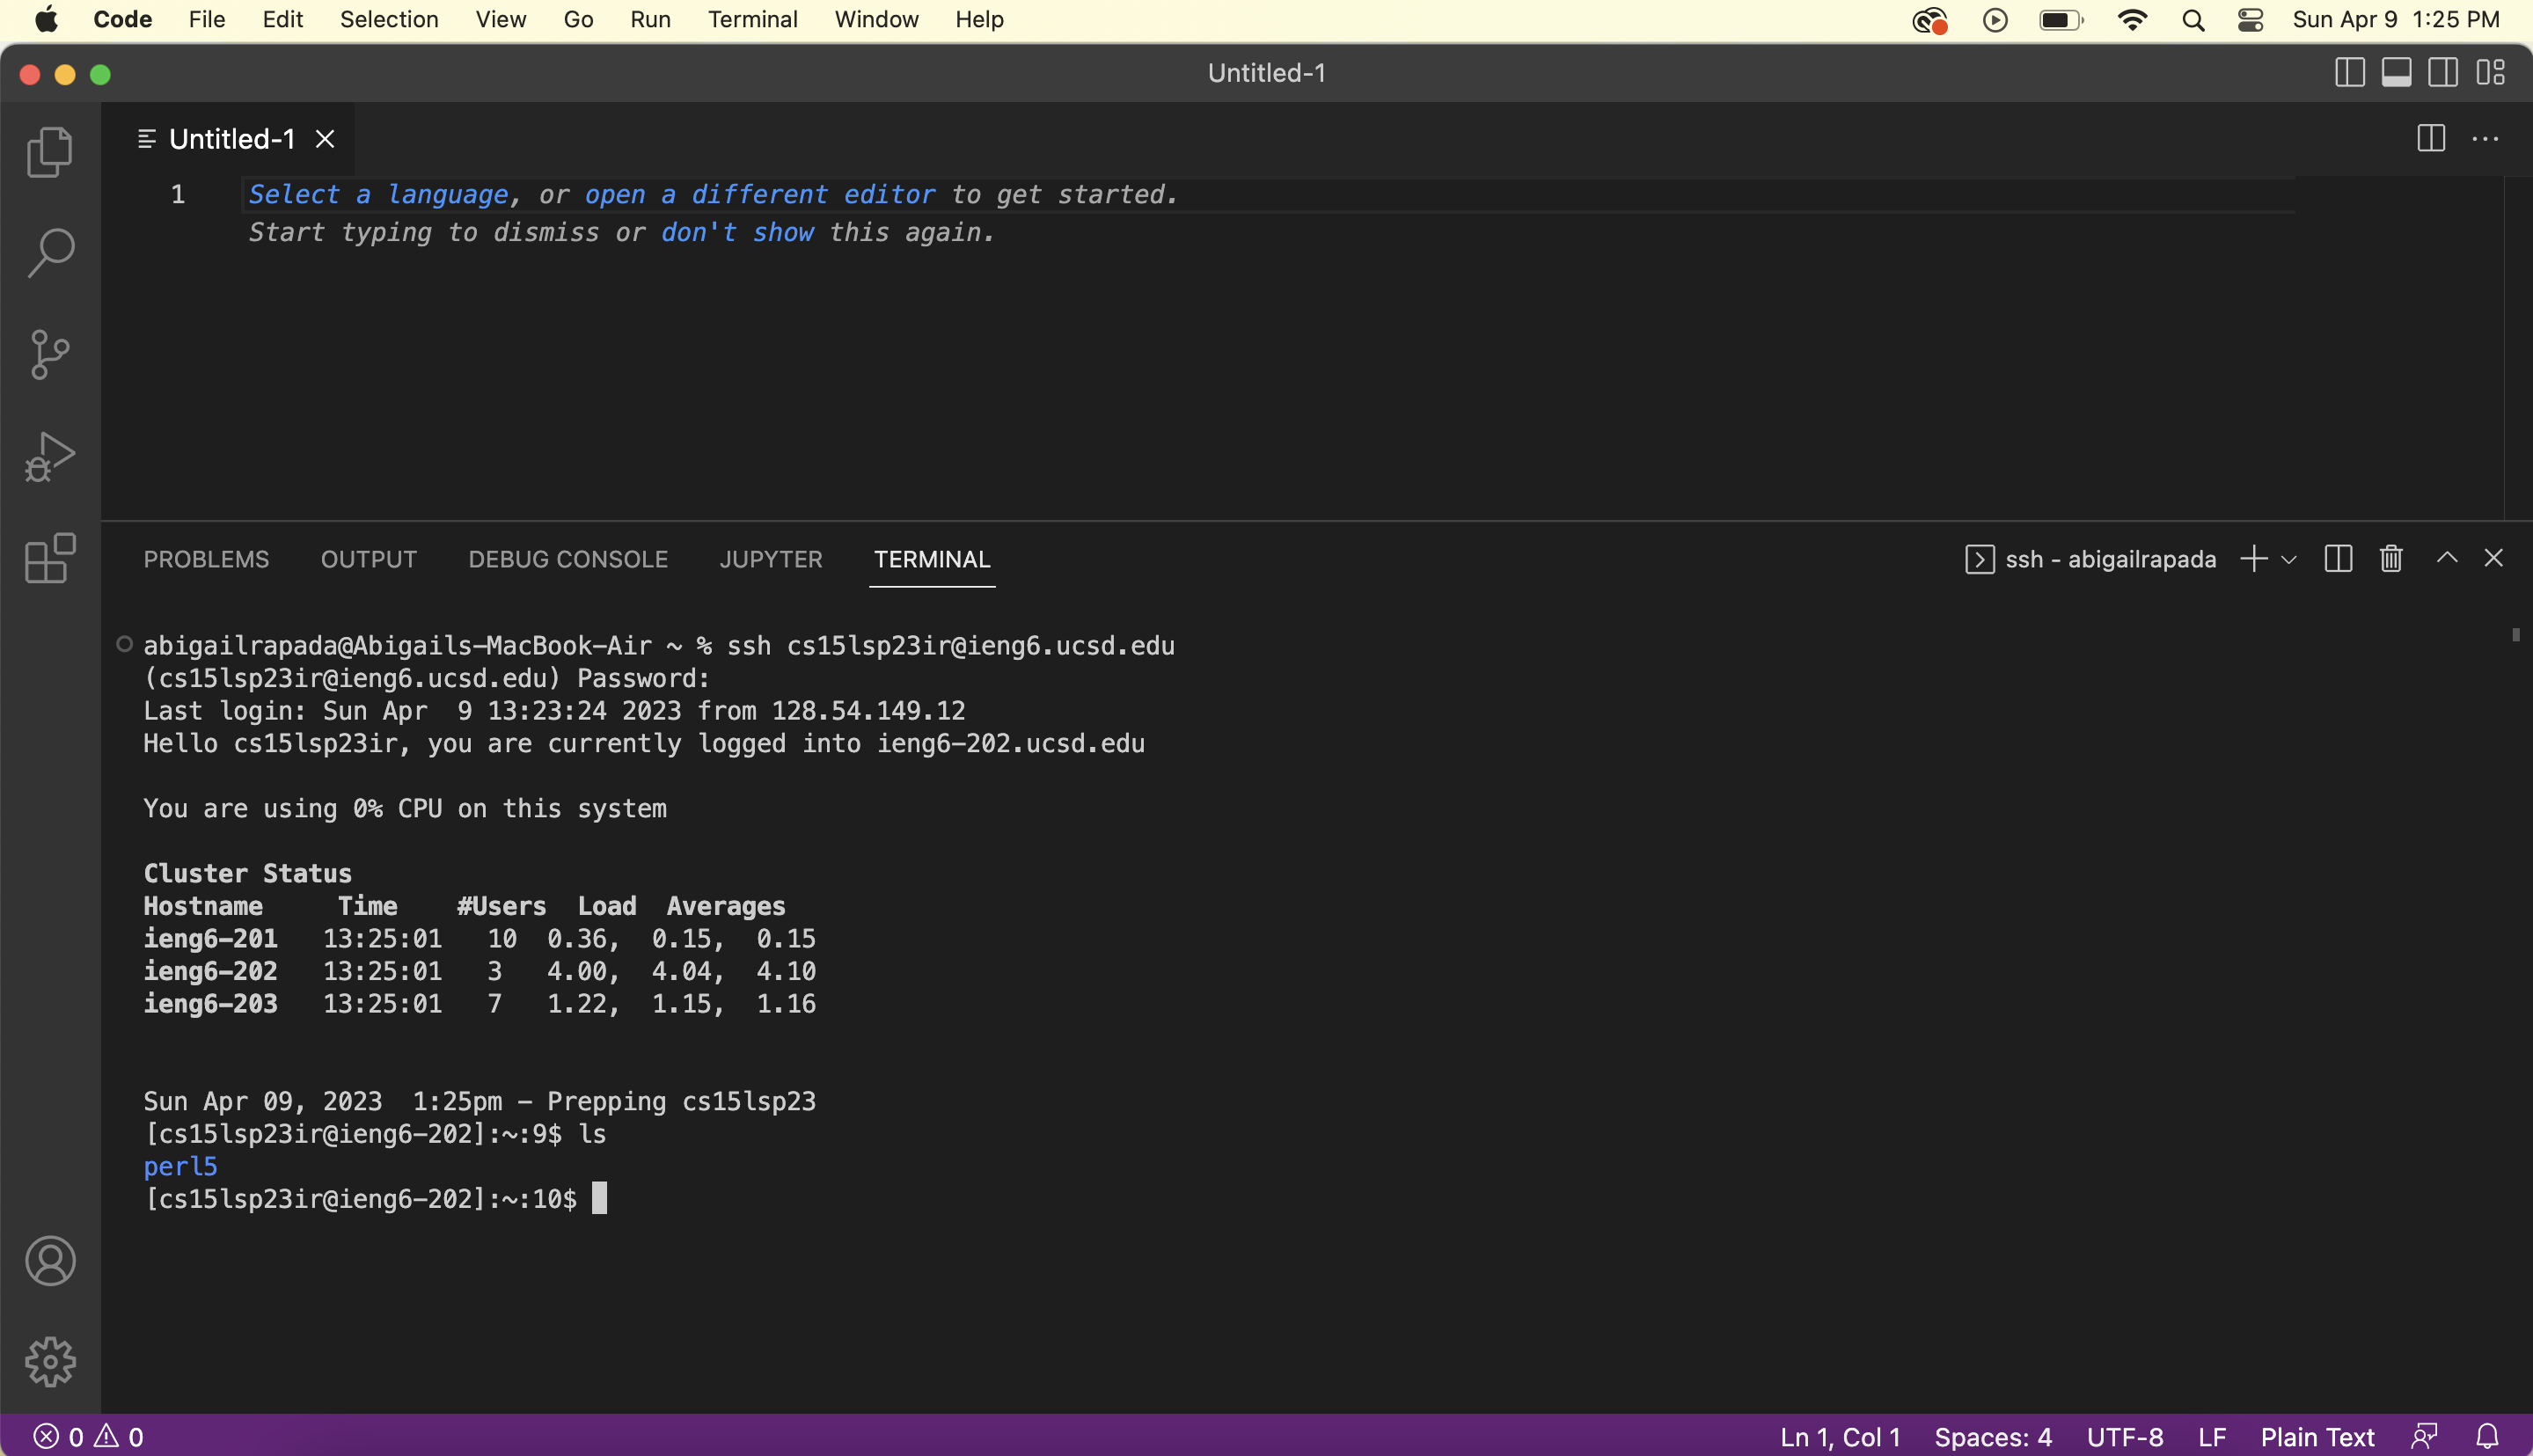 Code File Edit Selection View Go Run Terminal Window Help Sun Apr 9 1:25 PM
Untitled-1
Untitled-1
1 Select a language, or open a different editor to get started.
Start typing to dismiss or don't show this again.
PROBLEMS OUTPUT DEBUG CONSOLE JUPYTER TERMINAL ssh - abigailrapada
abigailrapada@Abigails-MacBook-Air ~ % ssh cs15lsp23ir@ieng6.ucsd.edu
(cs15lsp23ir@ieng6.ucsd.edu) Password:
Last login: Sun Apr  9 13:23:24 2023 from 128.54.149.12
Hello cs15lsp23ir, you are currently logged into ieng6-202.ucsd.edu
You are using 0% CPU on this system
Cluster Status
Hostname     Time    #Users  Load  Averages
ieng6-201   13:25:01   10  0.36,  0.15,  0.15
ieng6-202   13:25:01   3   4.00,  4.04,  4.10
ieng6-203   13:25:01   7   1.22,  1.15,  1.16
Sun Apr 09, 2023  1:25pm - Prepping cs15lsp23
[cs15lsp23ir@ieng6-202]:~:9$ ls
perl5
[cs15lsp23ir@ieng6-202]:~:10$
0 0 Ln 1, Col 1 Spaces: 4 UTF-8 LF Plain Text